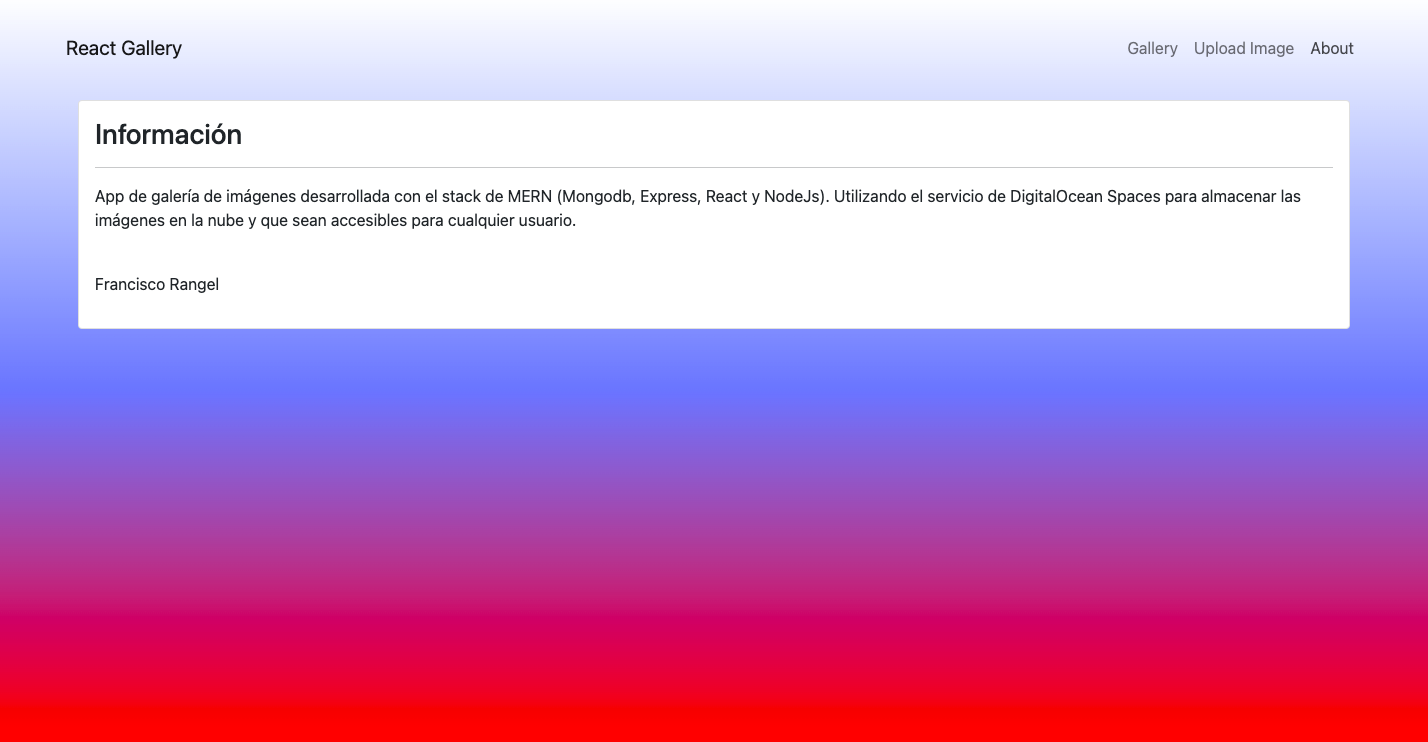 React Gallery
Gallery Upload Image About
Información
App de galería de imágenes desarrollada con el stack de MERN (Mongodb, Express, React y NodeJs). Utilizando el servicio de DigitalOcean Spaces para almacenar las
imágenes en la nube y que sean accesibles para cualquier usuario.
Francisco Rangel